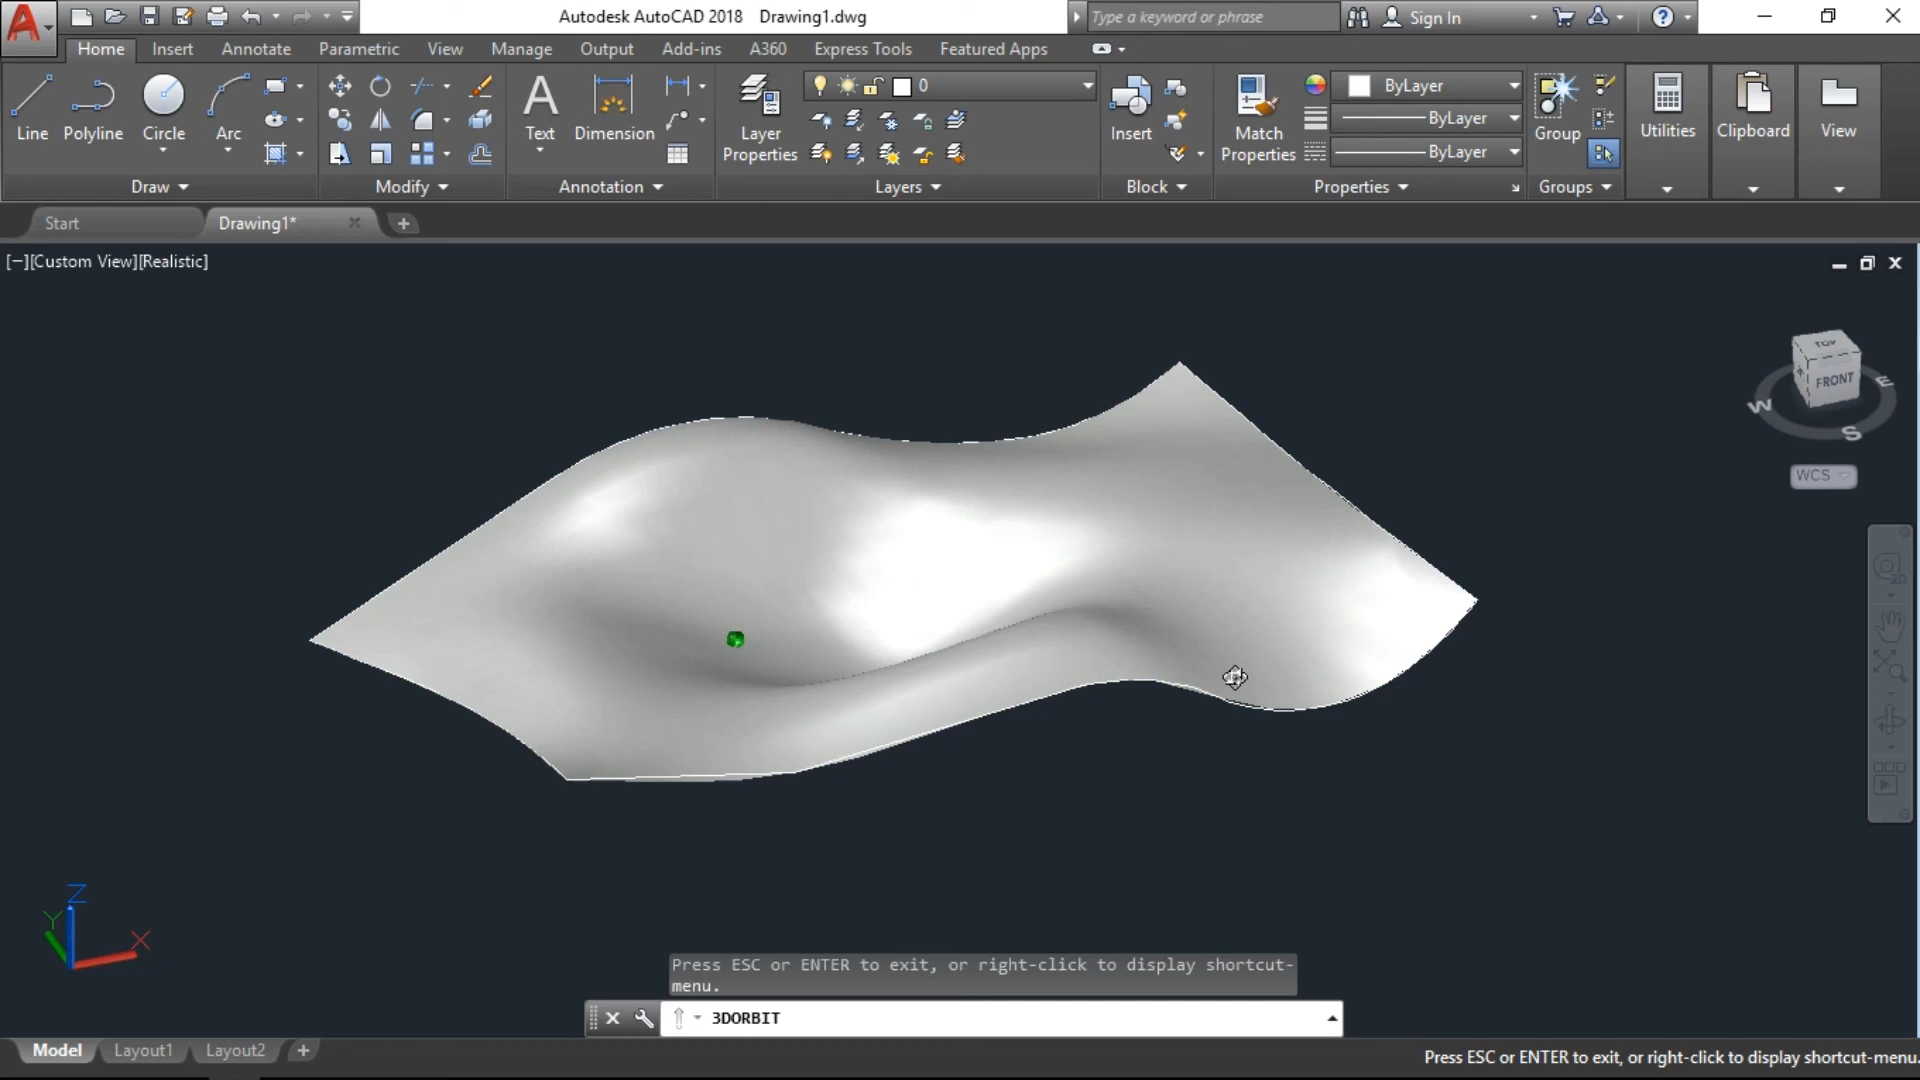 Autodesk AutoCAD 2018 Drawing1.dwg
Type a keyword or phrase
Sign In
Home Insert Annotate Parametric View Manage Output Add-ins A360 Express Tools Featured Apps
Line Polyline Circle Arc
Draw
Modify
Text Dimension
Annotation
Layer
Properties
0
Layers
Insert
Block
Match
Properties
ByLayer
ByLayer
ByLayer
Properties
Group
Groups
Utilities
Clipboard
View
Start
Drawing1*
[−][Custom View][Realistic]
TOP
FRONT
W
E
S
WCS
2D
Z
Y
X
Press ESC or ENTER to exit, or right-click to display shortcut-
menu.
3DORBIT
Model Layout1 Layout2
Press ESC or ENTER to exit, or right-click to display shortcut-menu.